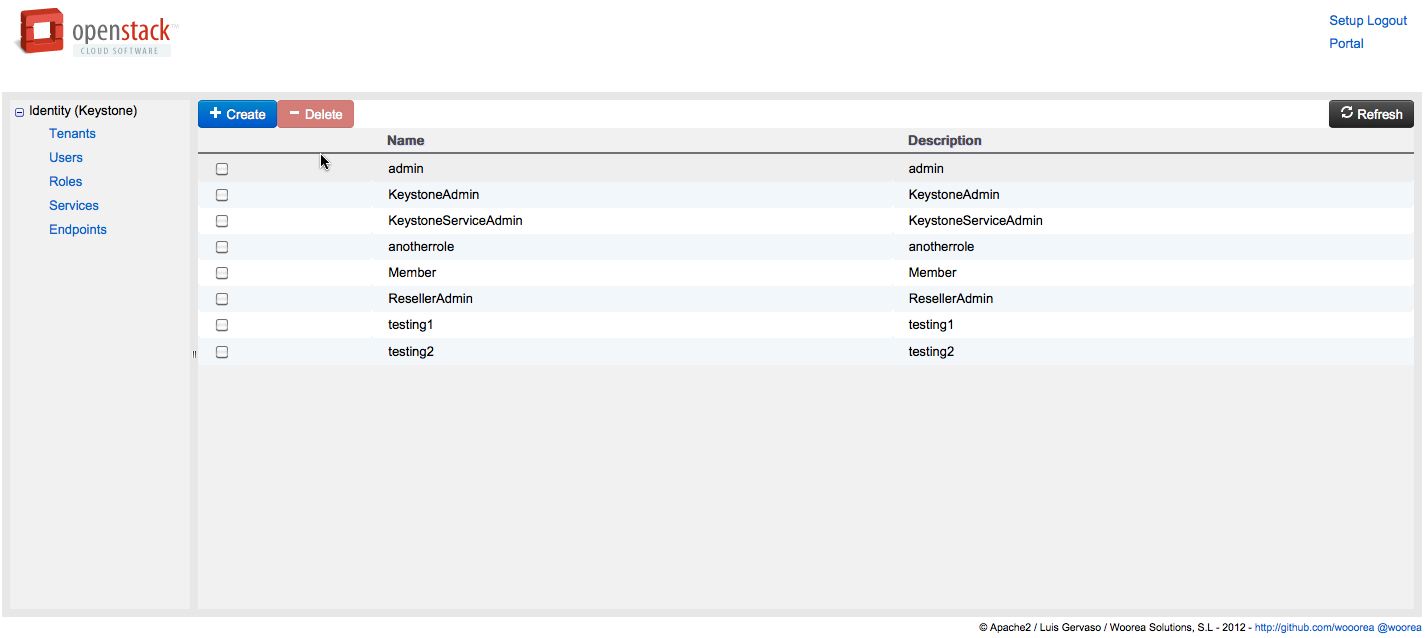 openstack™
CLOUD SOFTWARE
Setup Logout
Portal
Identity (Keystone)
Tenants
Users
Roles
Services
Endpoints
+ Create
− Delete
Refresh
Name Description
admin admin
KeystoneAdmin KeystoneAdmin
KeystoneServiceAdmin KeystoneServiceAdmin
anotherrole anotherrole
Member Member
ResellerAdmin ResellerAdmin
testing1 testing1
testing2 testing2
© Apache2 / Luis Gervaso / Woorea Solutions, S.L - 2012 - http://github.com/wooorea @woorea